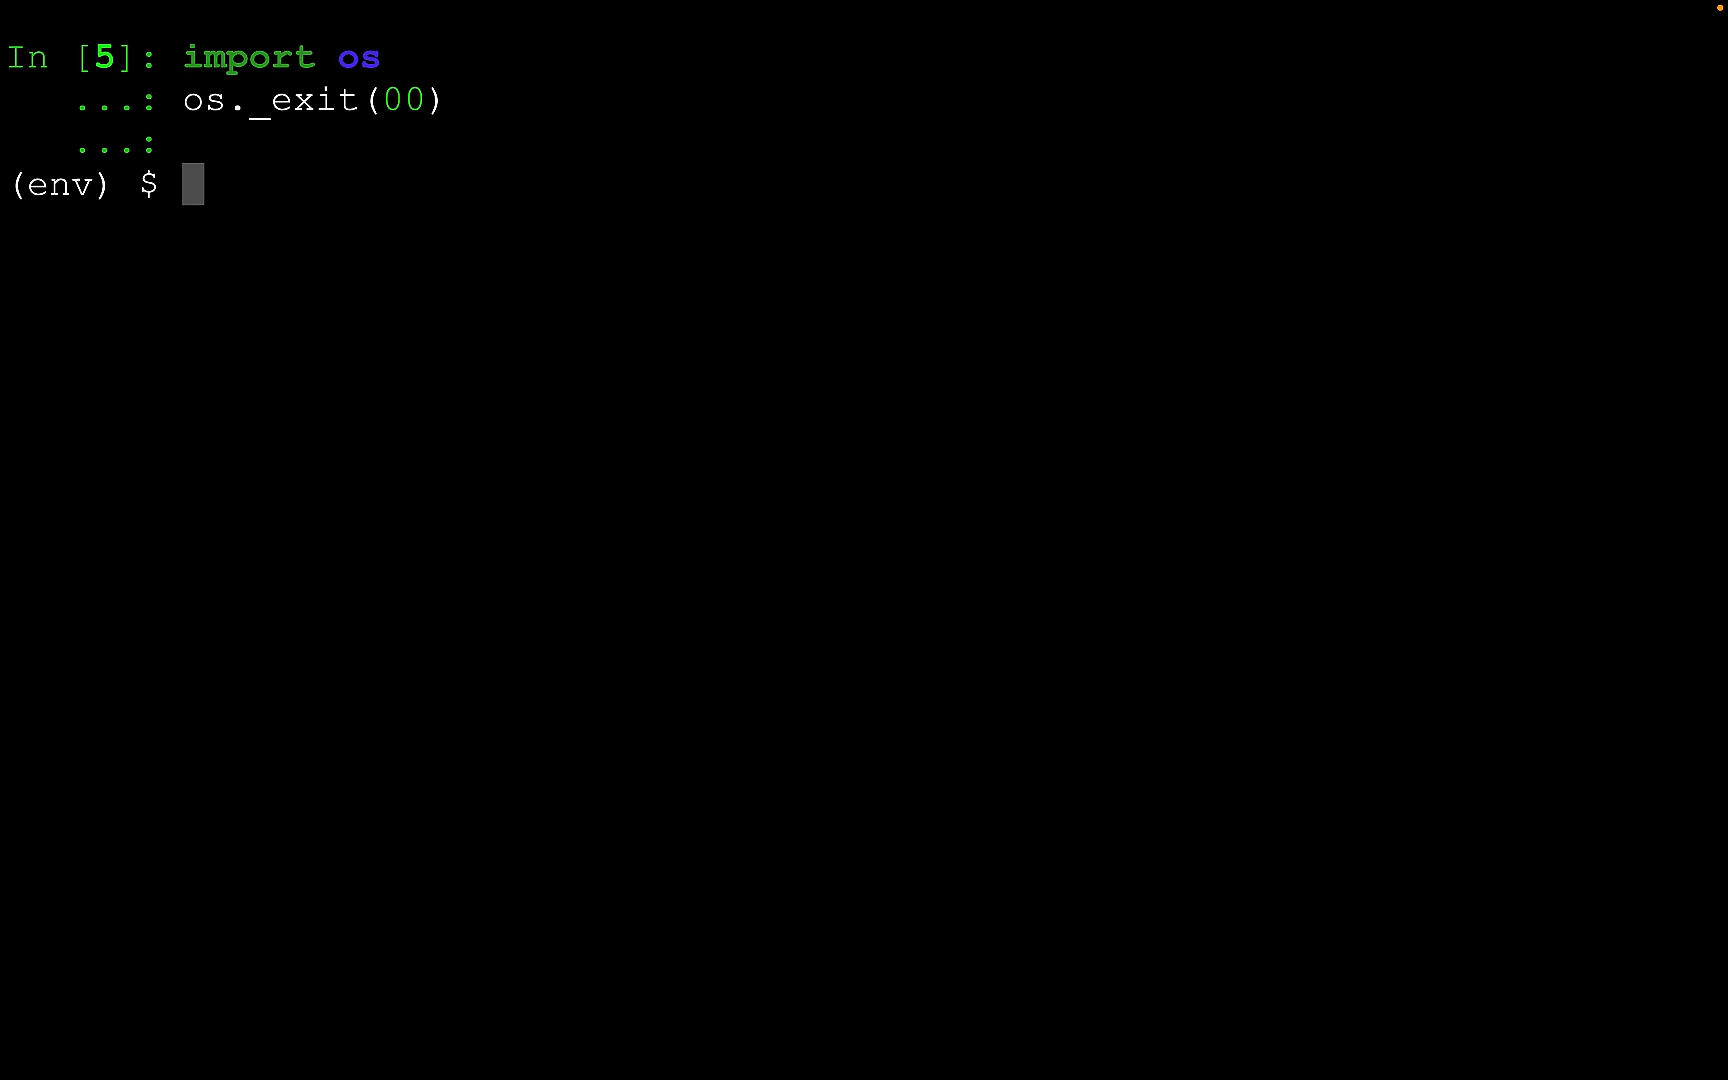 In [5]: import os
   ...: os._exit(00)
   ...:
(env) $